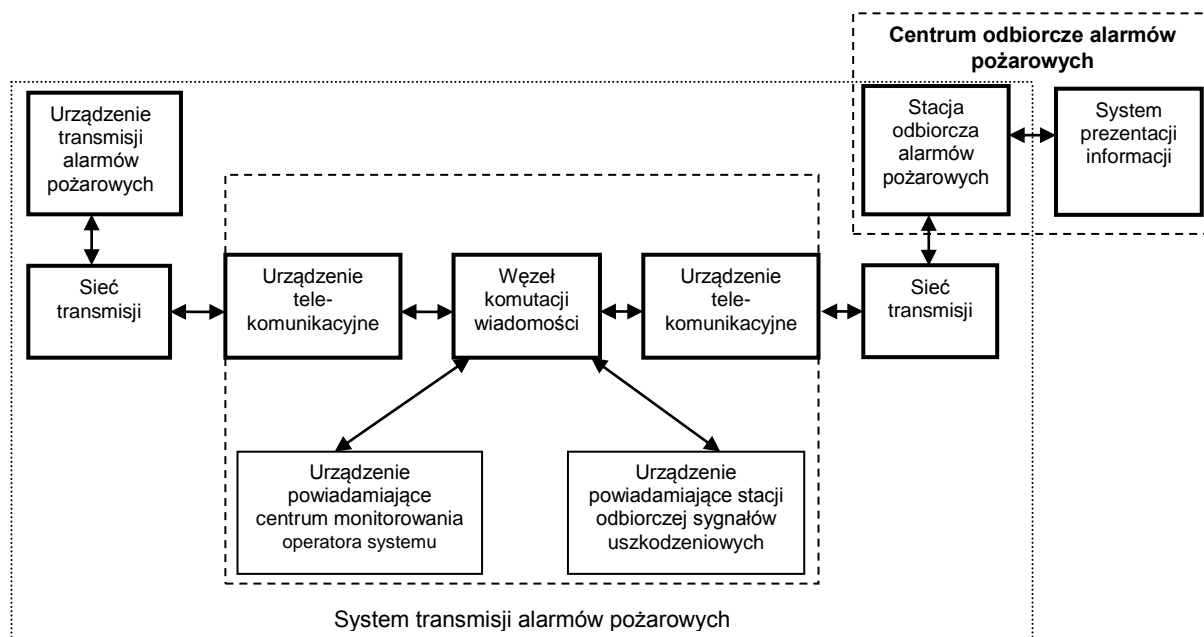 Centrum odbiorcze alarmów
pożarowych
Urządzenie
transmisji
alarmów
pożarowych
Stacja
odbiorcza
alarmów
pożarowych
System
prezentacji
informacji
Sieć
transmisji
Urządzenie
tele-
komunikacyjne
Węzeł
komutacji
wiadomości
Urządzenie
tele-
komunikacyjne
Sieć
transmisji
Urządzenie
powiadamiające
centrum monitorowania
operatora systemu
Urządzenie
powiadamiające stacji
odbiorczej sygnałów
uszkodzeniowych
System transmisji alarmów pożarowych